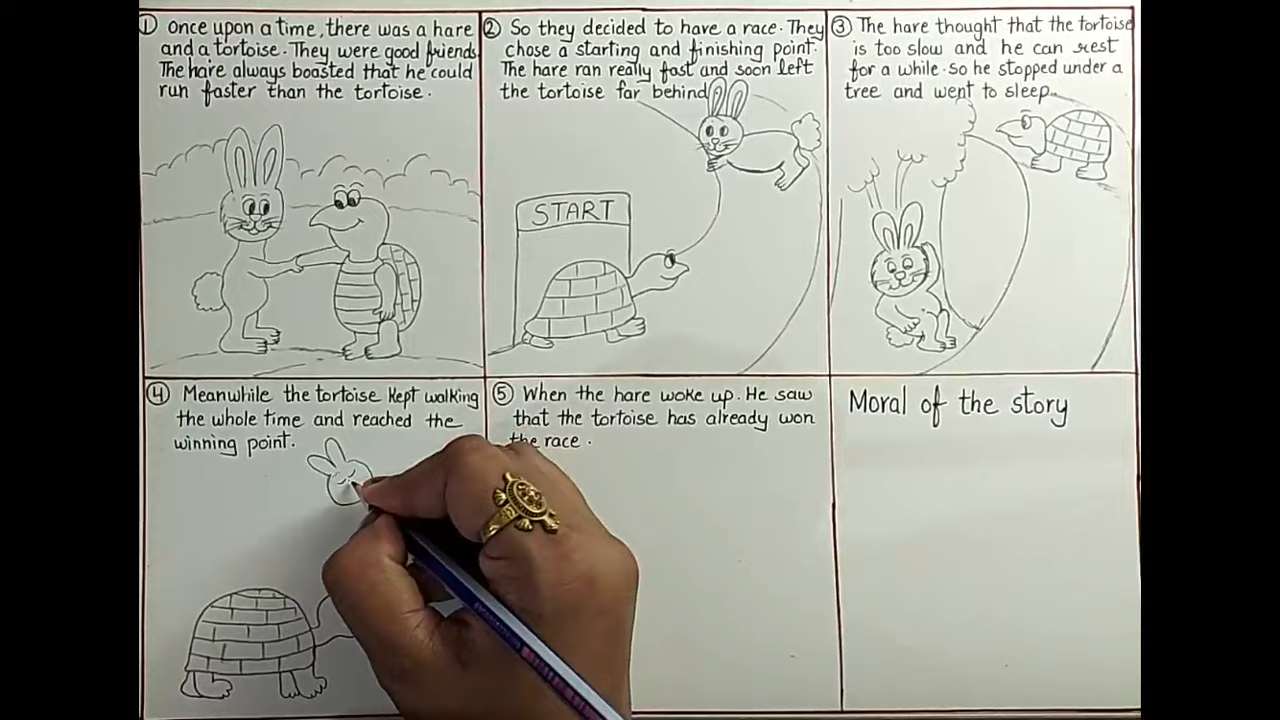 ① Once upon a time, there was a hare
and a tortoise. They were good friends.
The hare always boasted that he could
run faster than the tortoise.
② So they decided to have a race. They
chose a starting and finishing point.
The hare ran really fast and soon left
the tortoise far behind
START
③ The hare thought that the tortoise
is too slow and he can rest
for a while. So he stopped under a
tree and went to sleep.
④ Meanwhile the tortoise kept walking
the whole time and reached the
winning point.
⑤ When the hare woke up. He saw
that the tortoise has already won
the race.
Moral of the story